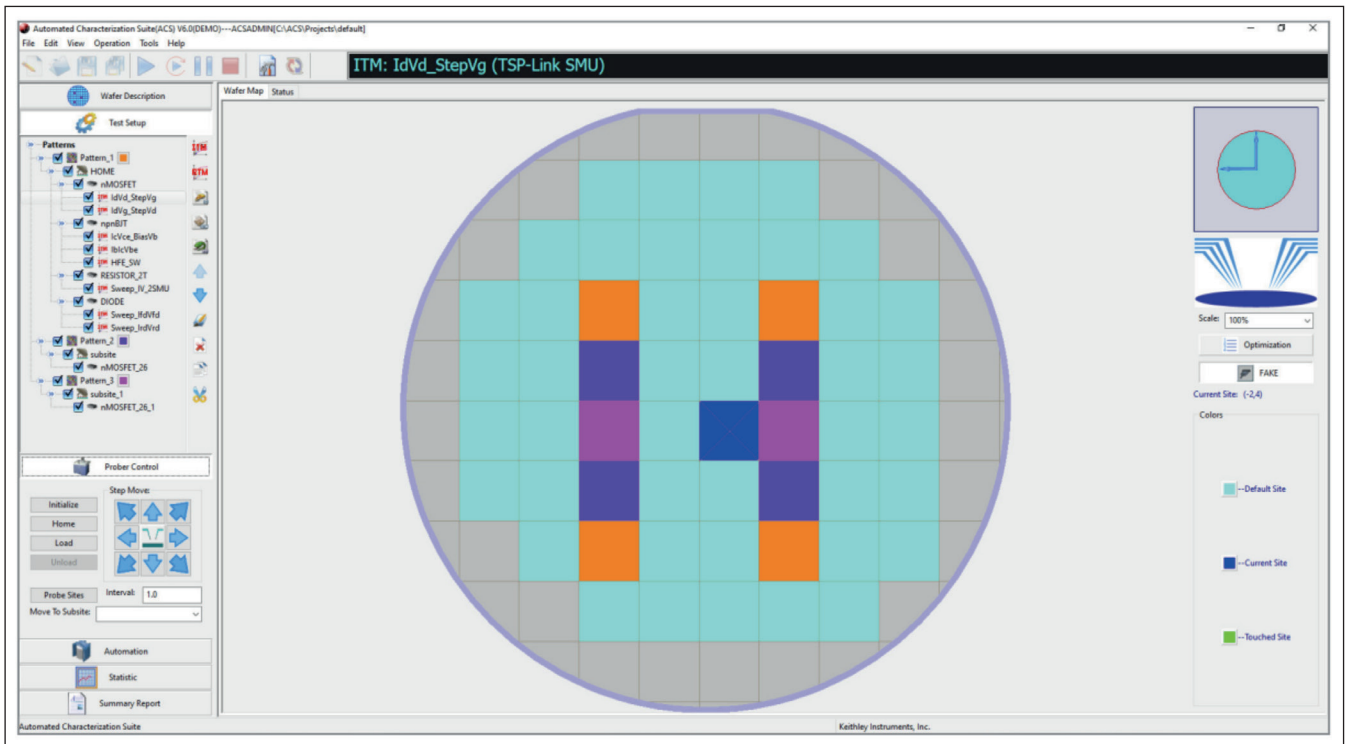 Automated Characterization Suite(ACS) V6.0(DEMO)---ACSADMIN[C:\ACS\Projects\default]
File Edit View Operation Tools Help
ITM: IdVd_StepVg (TSP-Link SMU)
Wafer Description
Test Setup
Patterns
Pattern_1
HOME
nMOSFET
IdVd_StepVg
IdVg_StepVd
npnBJT
IcVce_BiasVb
IbIcVbe
HFE_SW
RESISTOR_2T
Sweep_IV_2SMU
DIODE
Sweep_IfdVfd
Sweep_IrdVrd
Pattern_2
subsite
nMOSFET_26
Pattern_3
subsite_1
nMOSFET_26_1
ITM
STM
Prober Control
Step Move:
Initialize
Home
Load
Unload
Probe Sites
Interval: 1.0
Move To Subsite:
Automation
Statistic
Summary Report
Wafer Map Status
Scale: 100%
Optimization
FAKE
Current Site: (-2,4)
Colors
--Default Site
--Current Site
--Touched Site
Automated Characterization Suite
Keithley Instruments, Inc.